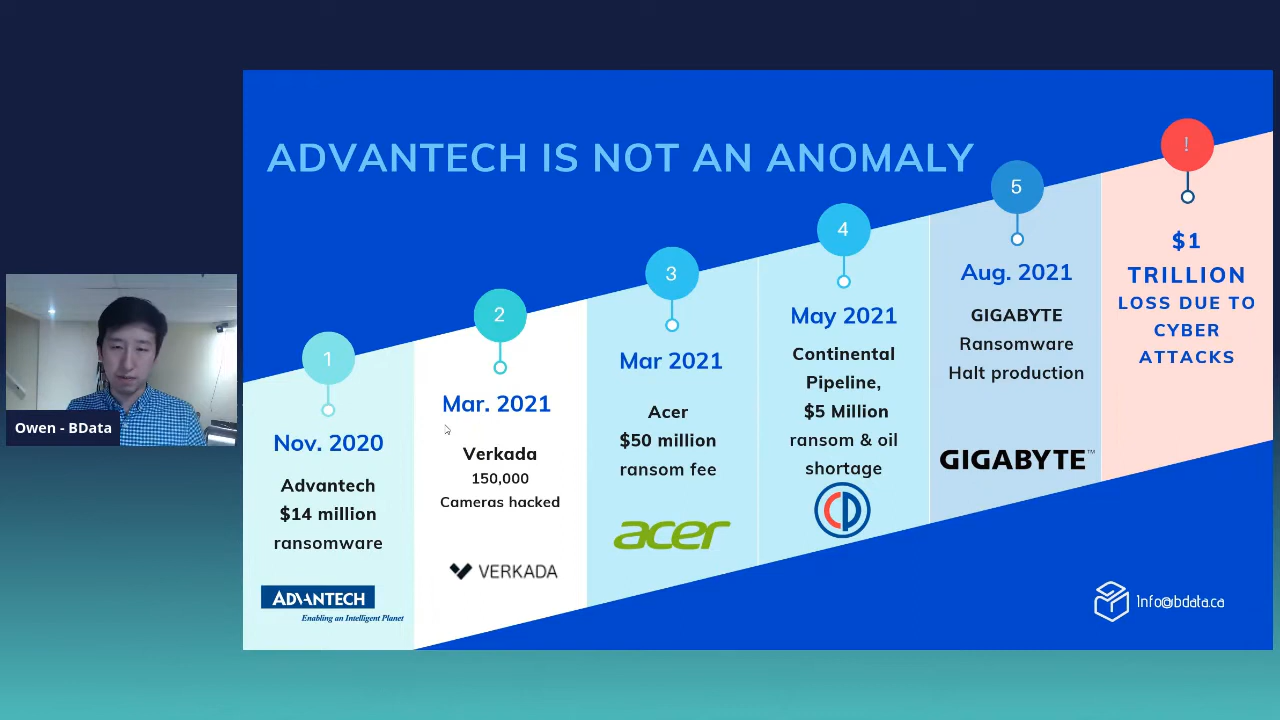 ADVANTECH IS NOT AN ANOMALY
1
Nov. 2020
Advantech
$14 million
ransomware
ADVANTECH
Enabling an Intelligent Planet
2
Mar. 2021
Verkada
150,000
Cameras hacked
VERKADA
3
Mar 2021
Acer
$50 million
ransom fee
acer
4
May 2021
Continental
Pipeline,
$5 Million
ransom & oil
shortage
CP
5
Aug. 2021
GIGABYTE
Ransomware
Halt production
GIGABYTE™
!
$1
TRILLION
LOSS DUE TO
CYBER
ATTACKS
Info@bdata.ca
Owen - BData